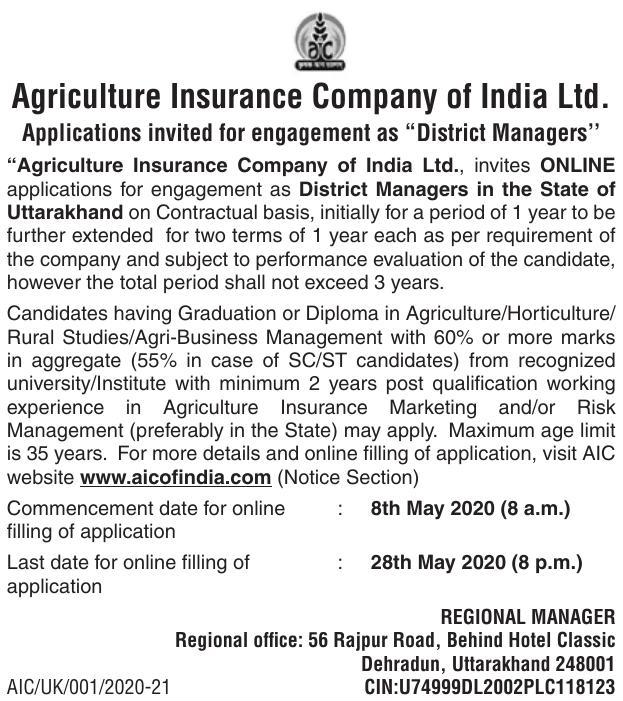 aic
Agriculture Insurance Company of India Ltd.
Applications invited for engagement as “District Managers’’
“Agriculture Insurance Company of India Ltd., invites ONLINE
applications for engagement as District Managers in the State of
Uttarakhand on Contractual basis, initially for a period of 1 year to be
further extended for two terms of 1 year each as per requirement of
the company and subject to performance evaluation of the candidate,
however the total period shall not exceed 3 years.
Candidates having Graduation or Diploma in Agriculture/Horticulture/
Rural Studies/Agri-Business Management with 60% or more marks
in aggregate (55% in case of SC/ST candidates) from recognized
university/Institute with minimum 2 years post qualification working
experience in Agriculture Insurance Marketing and/or Risk
Management (preferably in the State) may apply. Maximum age limit
is 35 years. For more details and online filling of application, visit AIC
website www.aicofindia.com (Notice Section)
Commencement date for online : 8th May 2020 (8 a.m.)
filling of application
Last date for online filling of : 28th May 2020 (8 p.m.)
application
REGIONAL MANAGER
Regional office: 56 Rajpur Road, Behind Hotel Classic
Dehradun, Uttarakhand 248001
AIC/UK/001/2020-21 CIN:U74999DL2002PLC118123